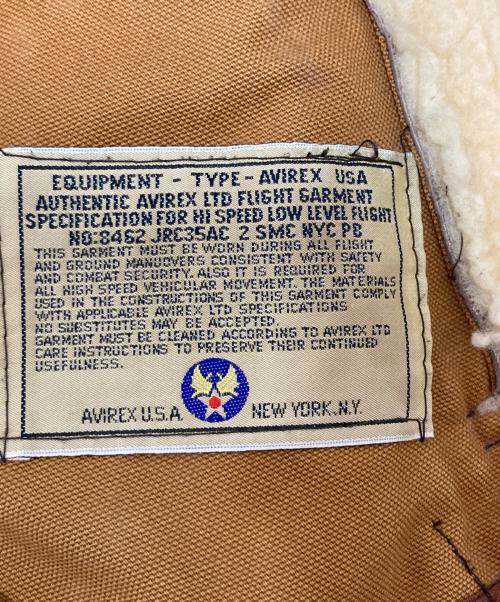 EQUIPMENT - TYPE - AVIREX USA
AUTHENTIC AVIREX LTD FLIGHT GARMENT
SPECIFICATION FOR HI SPEED LOW LEVEL FLIGHT
NO:8462 JRC35AE 2 SMC NYC PB
THIS GARMENT MUST BE WORN DURING ALL FLIGHT
AND GROUND MANUOVERS CONSISTENT WITH SAFETY
AND COMBAT SECURITY. ALSO IT IS REQUIRED FOR
ALL HIGH SPEED VEHICULAR MOVEMENT. THE MATERIALS
USED IN THE CONSTRUCTIONS OF THIS GARMENT COMPLY
WITH APPLICABLE AVIREX LTD SPECIFICATIONS
NO SUBSTITUTES MAY BE ACCEPTED.
GARMENT MUST BE CLEANED ACCORDING TO AVIREX LTD
CARE INSTRUCTIONS TO PRESERVE THEIR CONTINUED
USEFULNESS.
AVIREX U.S.A. NEW YORK.N.Y.